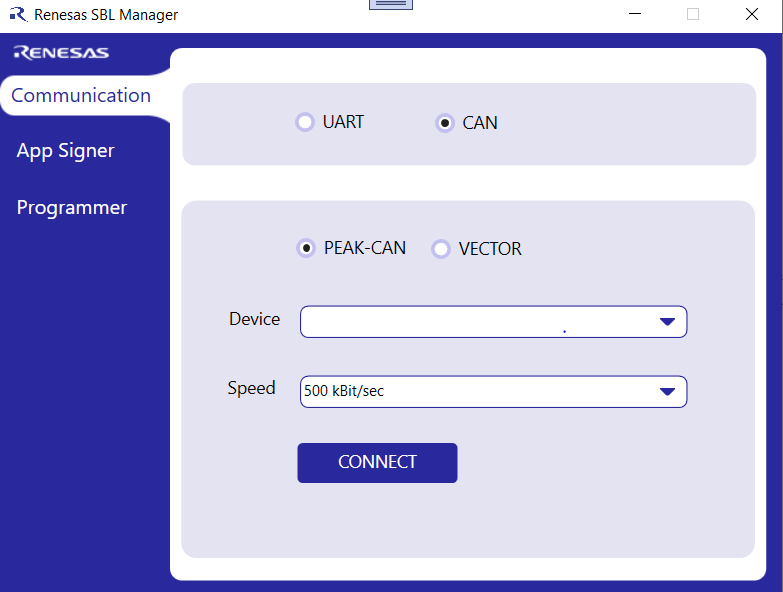 Renesas SBL Manager
RENESAS
Communication
App Signer
Programmer
UART CAN
PEAK-CAN VECTOR
Device
Speed 500 kBit/sec
CONNECT